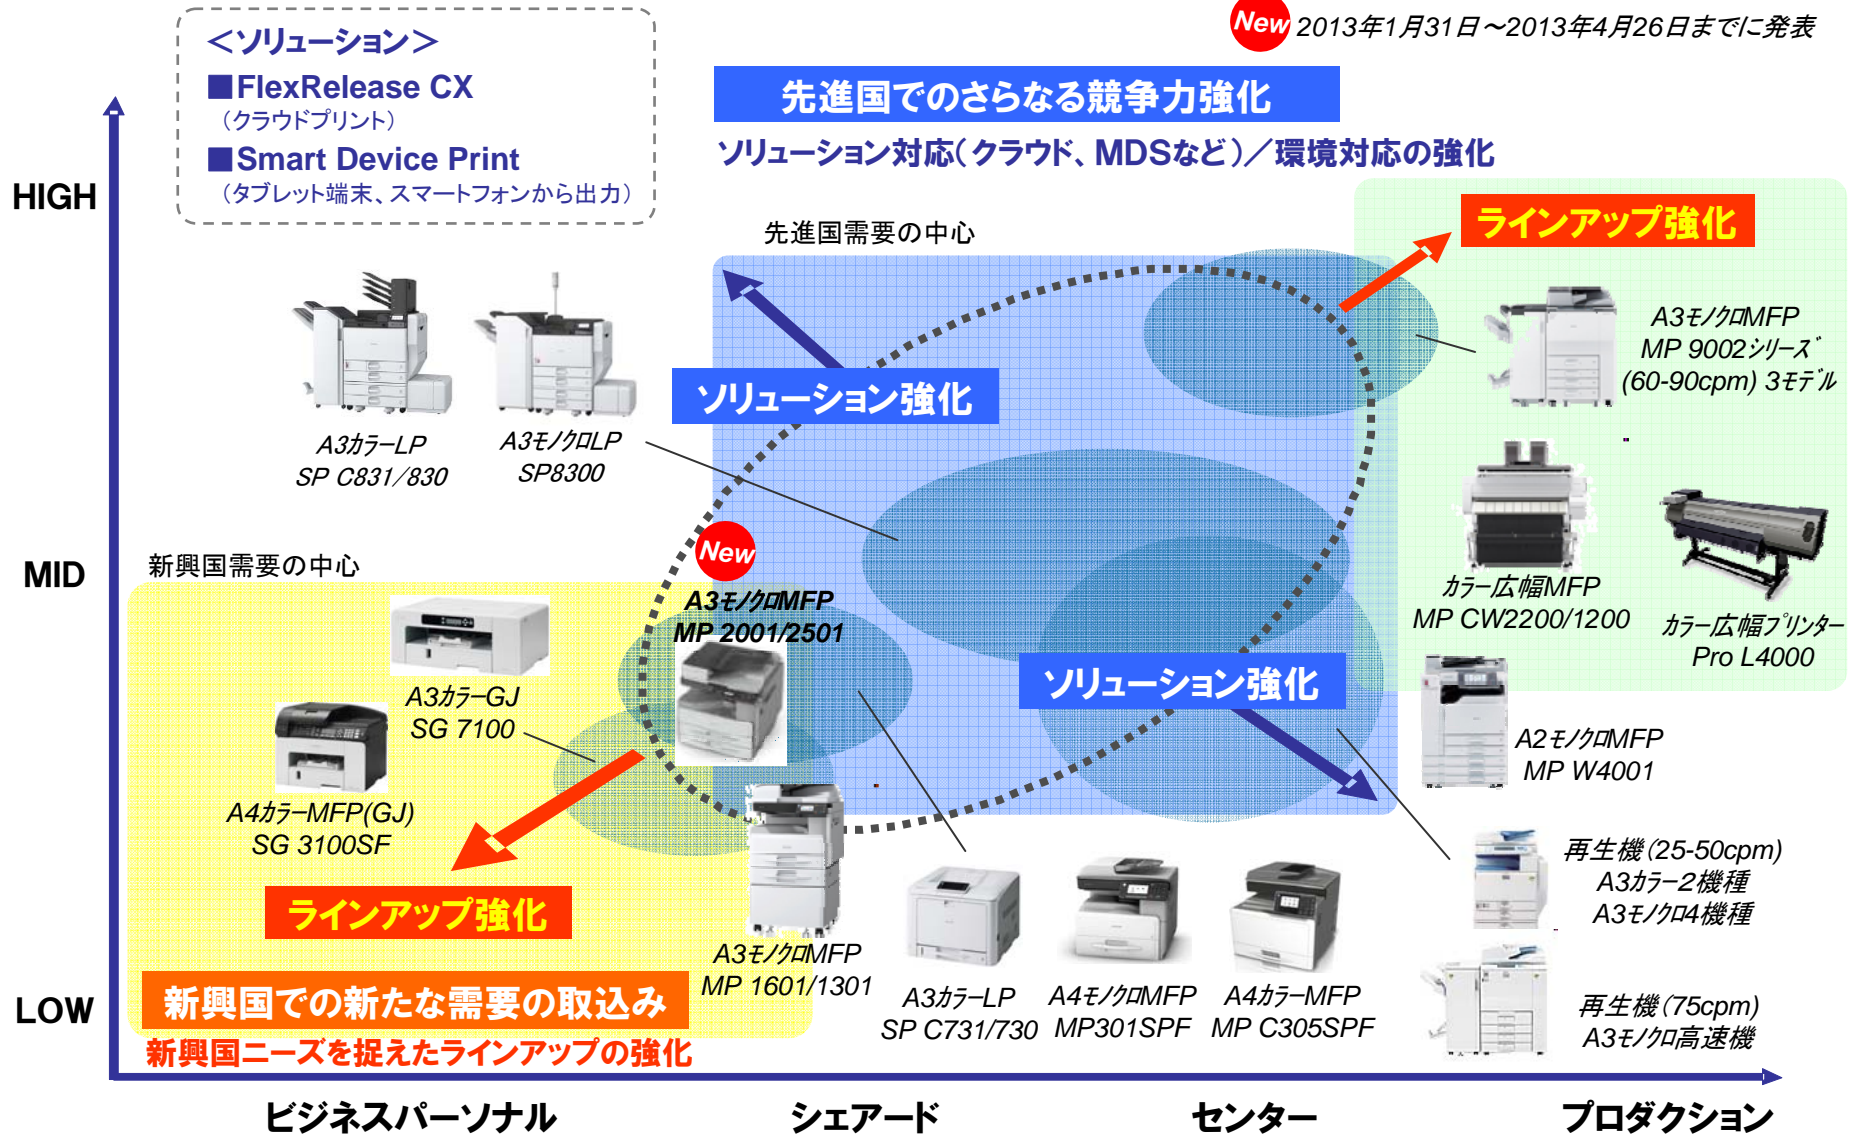 New 2013年1月31日～2013年4月26日までに発表
＜ソリューション＞
■FlexRelease CX
（クラウドプリント）
■Smart Device Print
（タブレット端末、スマートフォンから出力）
先進国でのさらなる競争力強化
ソリューション対応（クラウド、MDSなど）／環境対応の強化
HIGH
MID
LOW
先進国需要の中心
ラインアップ強化
A3ｶﾗｰLP
SP C831/830
A3ﾓﾉｸﾛLP
SP8300
ソリューション強化
A3ﾓﾉｸﾛMFP
MP 9002ｼﾘｰｽﾞ
(60-90cpm) 3ﾓﾃﾞﾙ
ｶﾗｰ広幅MFP
MP CW2200/1200
ｶﾗｰ広幅ﾌﾟﾘﾝﾀｰ
Pro L4000
新興国需要の中心
New
A3ﾓﾉｸﾛMFP
MP 2001/2501
A3ｶﾗｰGJ
SG 7100
A4ｶﾗｰMFP(GJ)
SG 3100SF
ソリューション強化
A2ﾓﾉｸﾛMFP
MP W4001
ラインアップ強化
A3ﾓﾉｸﾛMFP
MP 1601/1301
A3ｶﾗｰLP
SP C731/730
A4ﾓﾉｸﾛMFP
MP301SPF
A4ｶﾗｰMFP
MP C305SPF
再生機(25-50cpm)
A3ｶﾗｰ2機種
A3ﾓﾉｸﾛ4機種
再生機(75cpm)
A3ﾓﾉｸﾛ高速機
新興国での新たな需要の取込み
新興国ニーズを捉えたラインアップの強化
ビジネスパーソナル
シェアード
センター
プロダクション